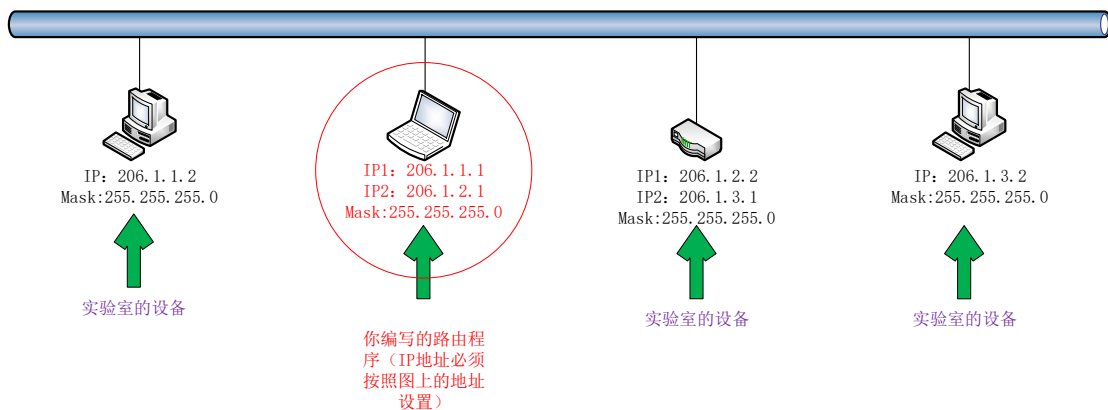 IP：206.1.1.2
Mask:255.255.255.0
实验室的设备
IP1：206.1.1.1
IP2：206.1.2.1
Mask:255.255.255.0
你编写的路由程
序（IP地址必须
按照图上的地址
设置）
IP1：206.1.2.2
IP2：206.1.3.1
Mask:255.255.255.0
实验室的设备
IP：206.1.3.2
Mask:255.255.255.0
实验室的设备